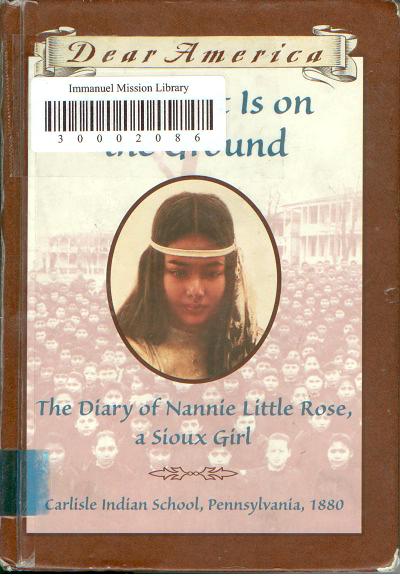 Dear America
Immanuel Mission Library
30002086
t Is on
the Ground
The Diary of Nannie Little Rose,
a Sioux Girl
Carlisle Indian School, Pennsylvania, 1880